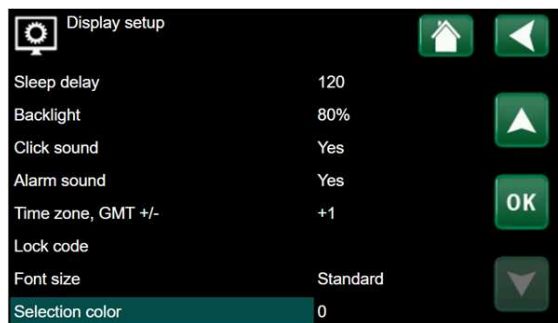 Display setup
Sleep delay 120
Backlight 80%
Click sound Yes
Alarm sound Yes
Time zone, GMT +/- +1
OK
Lock code
Font size Standard
Selection color 0